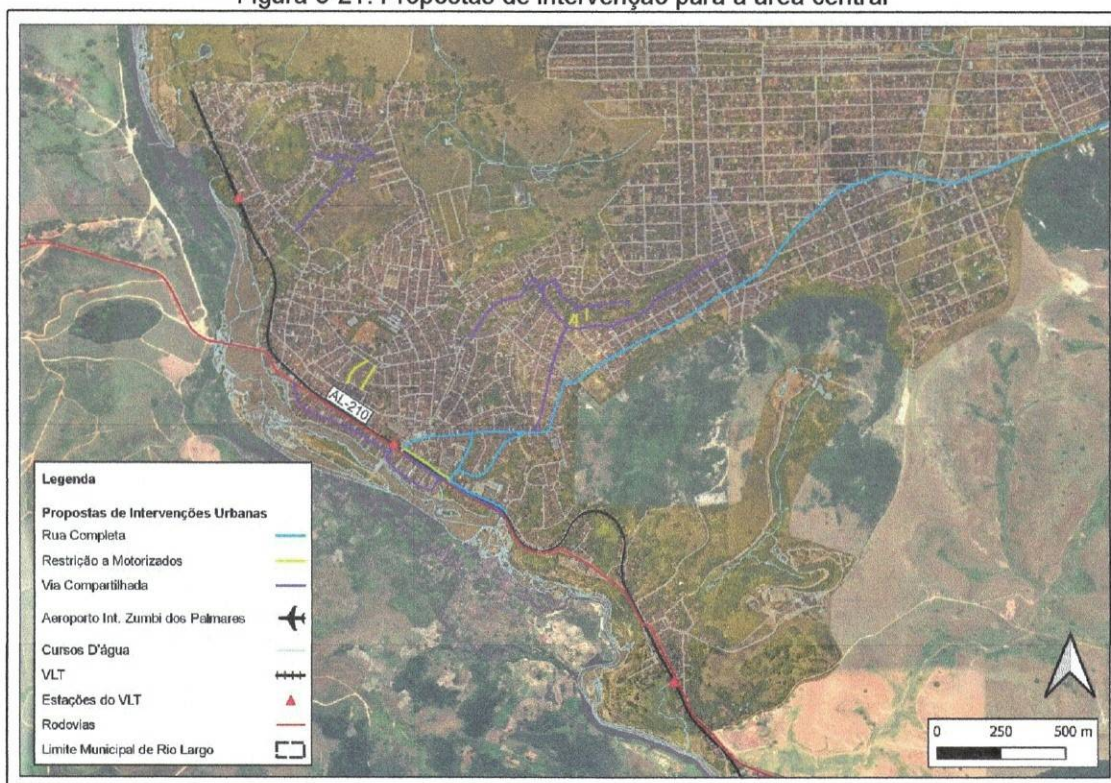 Figura 3-21: Propostas de intervenção para a área central
AL-210
Legenda
Propostas de Intervenções Urbanas
Rua Completa
Restrição a Motorizados
Via Compartilhada
Aeroporto Int. Zumbi dos Palmares
Cursos D'água
VLT
Estações do VLT
Rodovias
Limite Municipal de Rio Largo
0 250 500 m